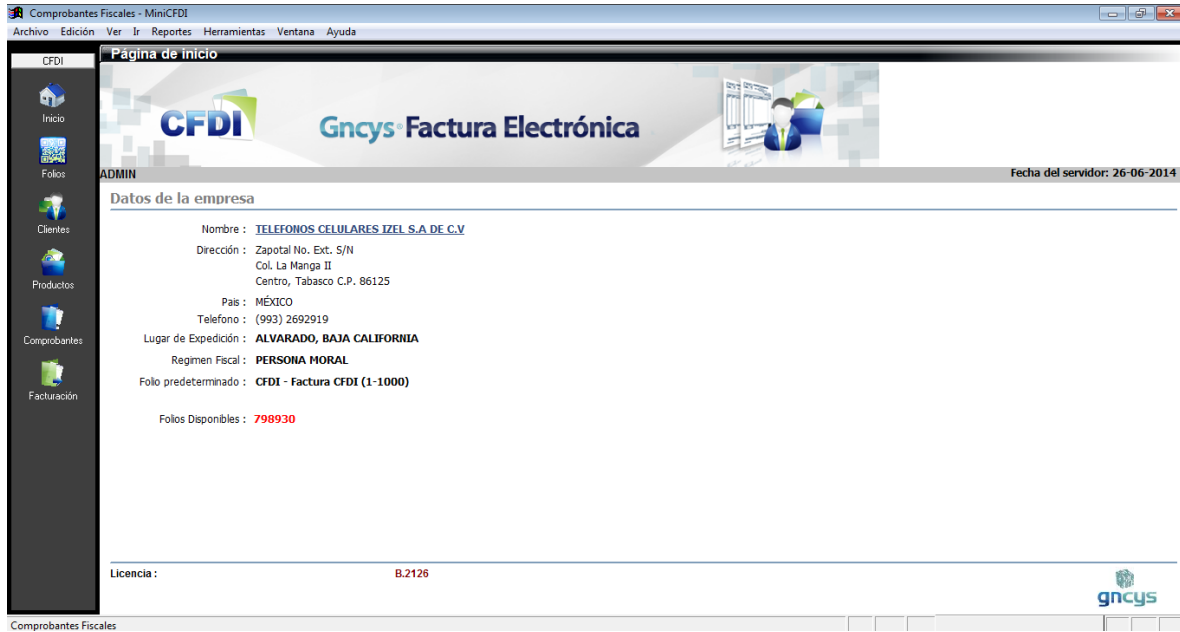 Comprobantes Fiscales - MiniCFDI
Archivo Edición Ver Ir Reportes Herramientas Ventana Ayuda
CFDI
Inicio
Folios
Clientes
Productos
Comprobantes
Facturación
Página de inicio
CFDI
Gncys Factura Electrónica
ADMIN
Fecha del servidor: 26-06-2014
Datos de la empresa
Nombre : TELEFONOS CELULARES IZEL S.A DE C.V
Dirección : Zapotal No. Ext. S/N
Col. La Manga II
Centro, Tabasco C.P. 86125
Pais : MÉXICO
Telefono : (993) 2692919
Lugar de Expedición : ALVARADO, BAJA CALIFORNIA
Regimen Fiscal : PERSONA MORAL
Folio predeterminado : CFDI - Factura CFDI (1-1000)
Folios Disponibles : 798930
Licencia : B.2126
gncys
Comprobantes Fiscales